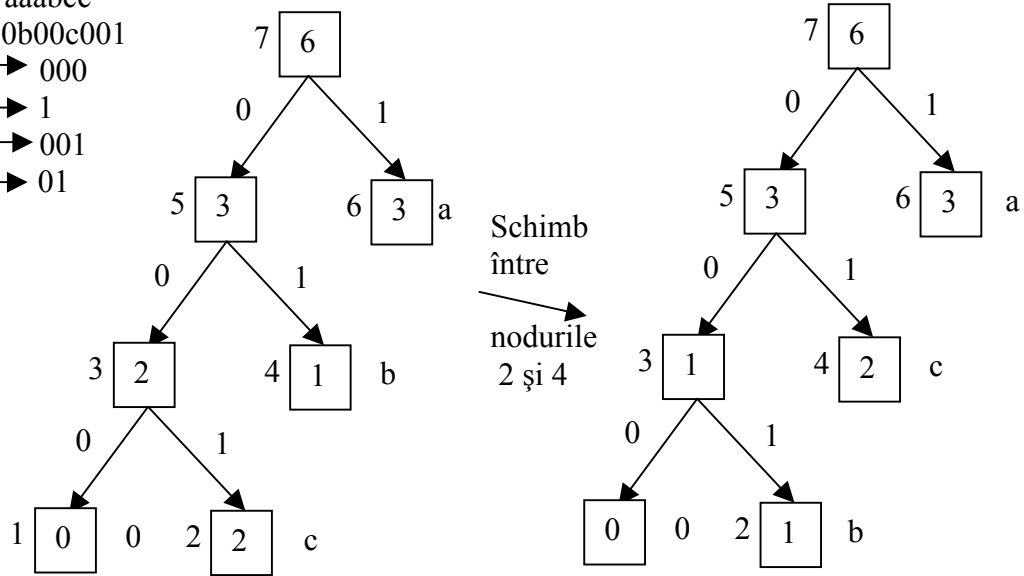 aaabcc
0b00c001
000
1
001
01
7 6
0 1
5 3 6 3 a
0 1
3 2 4 1 b
0 1
1 0 0 2 2 c
Schimb
între
nodurile
2 şi 4
7 6
0 1
5 3 6 3 a
0 1
3 1 4 2 c
0 1
0 0 2 1 b